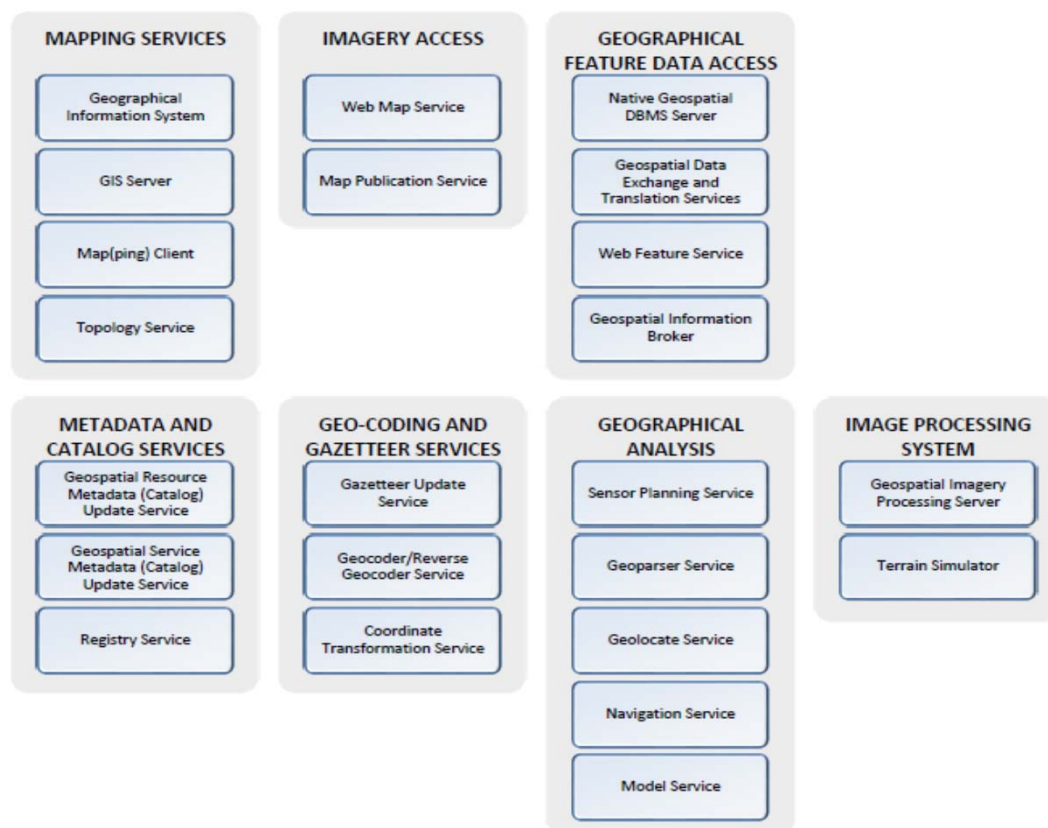 MAPPING SERVICES
Geographical
Information System
GIS Server
Map(ping) Client
Topology Service
IMAGERY ACCESS
Web Map Service
Map Publication Service
GEOGRAPHICAL
FEATURE DATA ACCESS
Native Geospatial
DBMS Server
Geospatial Data
Exchange and
Translation Services
Web Feature Service
Geospatial Information
Broker
METADATA AND
CATALOG SERVICES
Geospatial Resource
Metadata (Catalog)
Update Service
Geospatial Service
Metadata (Catalog)
Update Service
Registry Service
GEO-CODING AND
GAZETTEER SERVICES
Gazetteer Update
Service
Geocoder/Reverse
Geocoder Service
Coordinate
Transformation Service
GEOGRAPHICAL
ANALYSIS
Sensor Planning Service
Geoparser Service
Geolocate Service
Navigation Service
Model Service
IMAGE PROCESSING
SYSTEM
Geospatial Imagery
Processing Server
Terrain Simulator